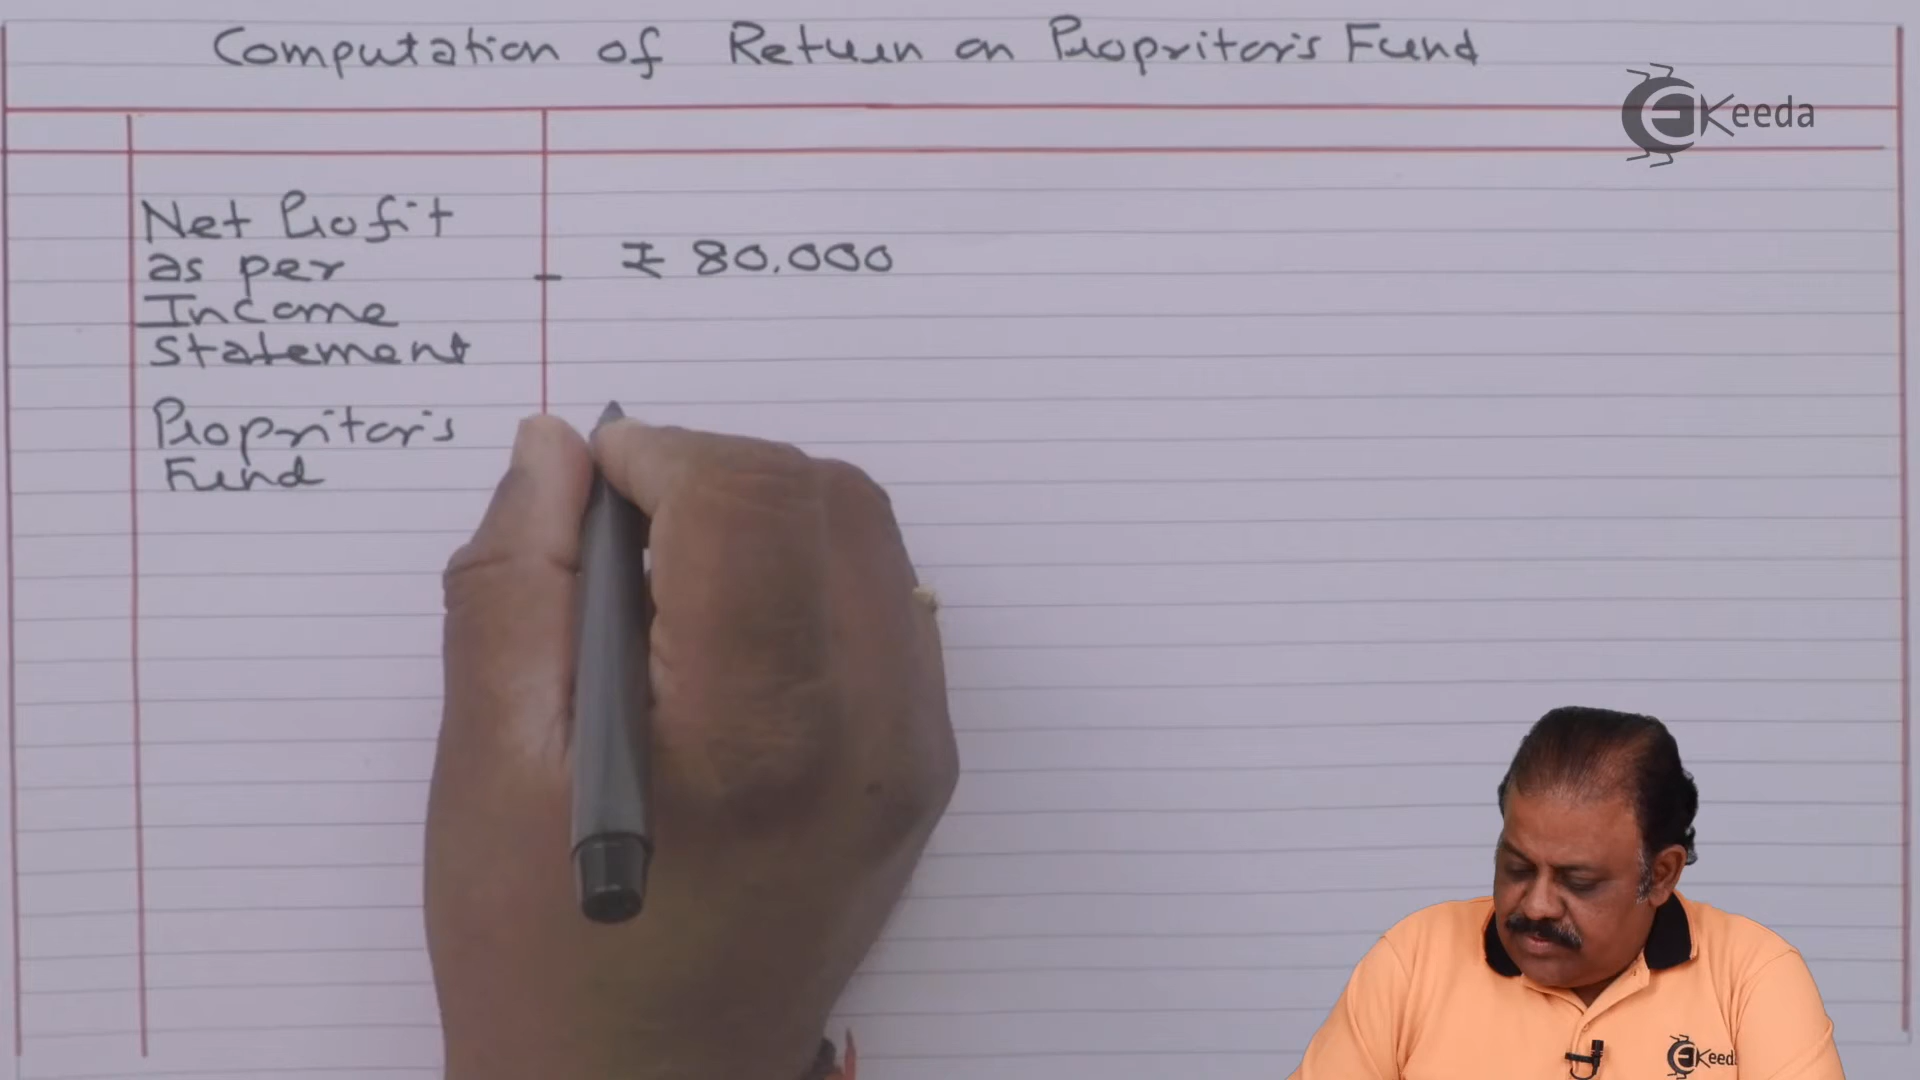 Computation of Return on Propritor's Fund
EKeeda
Net Profit
as per
Income
Statement
- ₹ 80.000
Propritor's
Fund
EKeed